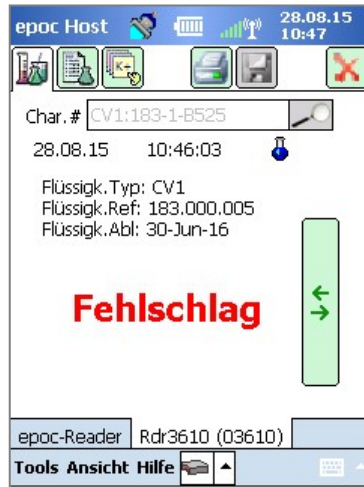 epoc Host 28.08.15
10:47
K+
Char.# CV1:183-1-B525
28.08.15 10:46:03
Flüssigk.Typ: CV1
Flüssigk.Ref: 183.000.005
Flüssigk.Abl: 30-Jun-16
Fehlschlag
epoc-Reader Rdr3610 (03610)
Tools Ansicht Hilfe